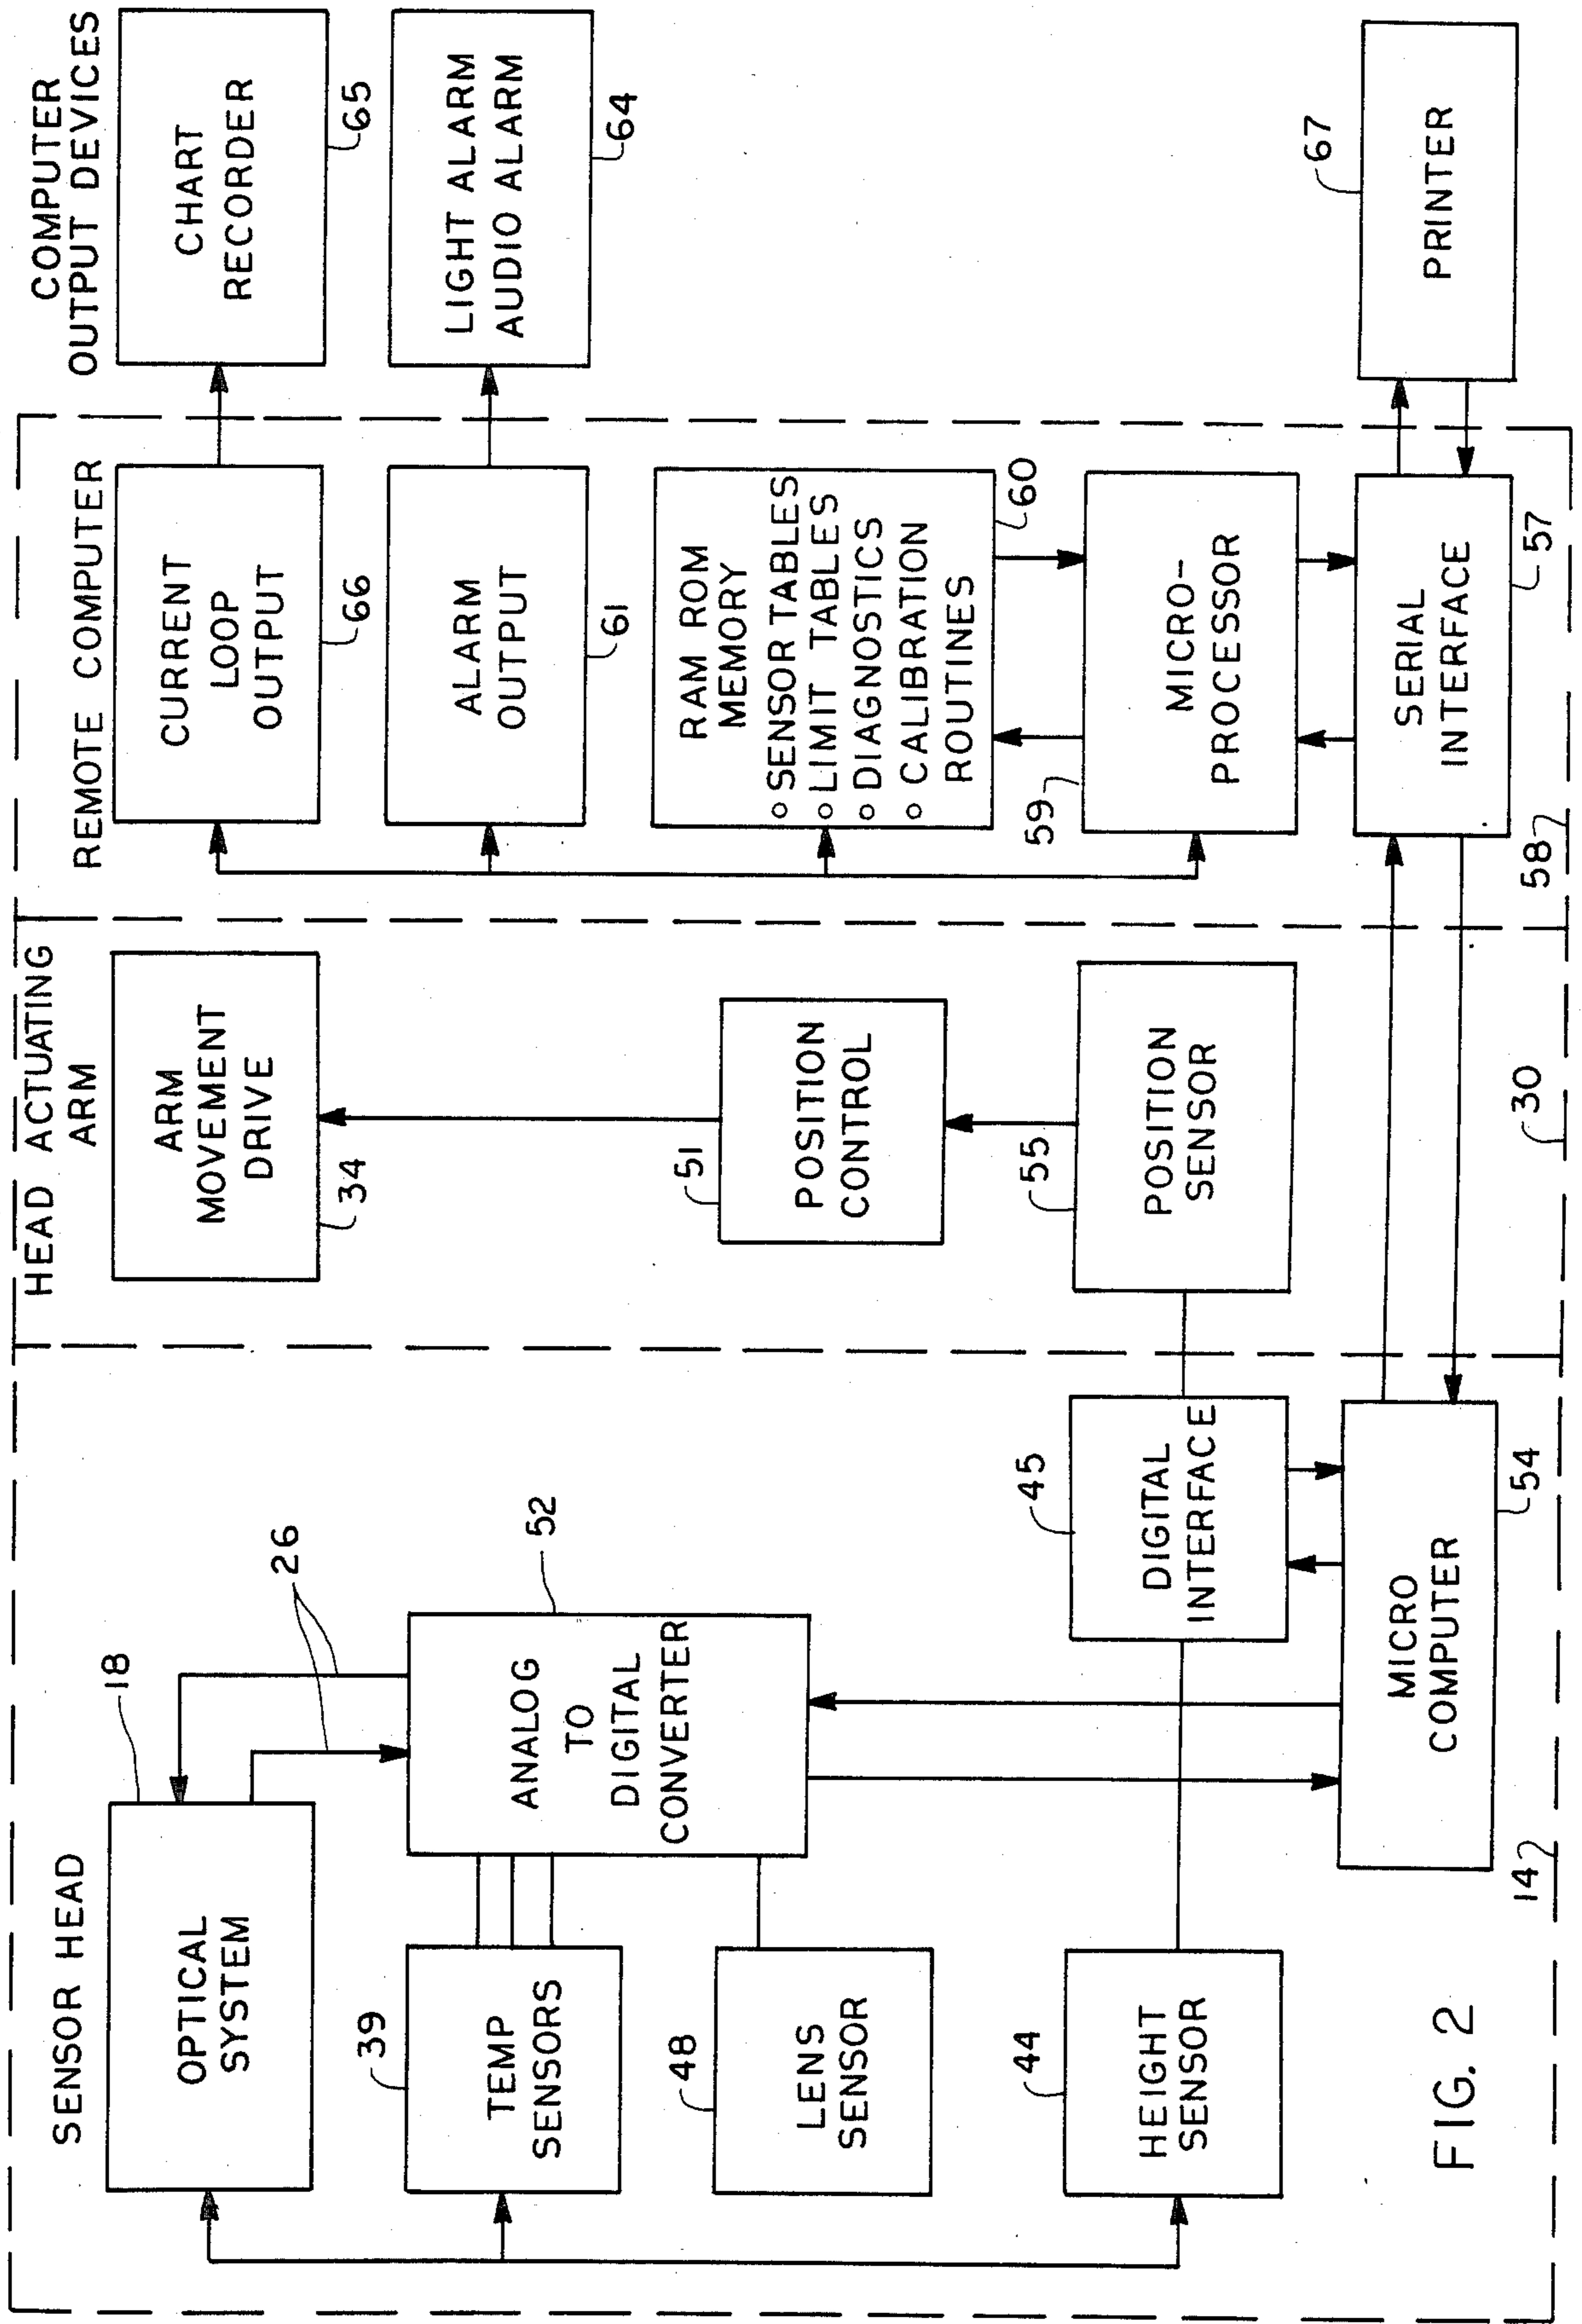 SENSOR HEAD
OPTICAL
SYSTEM
18
26
TEMP
SENSORS
39
ANALOG
TO
DIGITAL
CONVERTER
52
LENS
SENSOR
48
HEIGHT
SENSOR
44
DIGITAL
INTERFACE
45
MICRO
COMPUTER
54
14
HEAD ACTUATING
ARM
ARM
MOVEMENT
DRIVE
34
POSITION
CONTROL
51
POSITION
SENSOR
55
30
REMOTE COMPUTER
CURRENT
LOOP
OUTPUT
66
ALARM
OUTPUT
61
RAM ROM
MEMORY
○ SENSOR TABLES
○ LIMIT TABLES
○ DIAGNOSTICS
○ CALIBRATION
ROUTINES
60
MICRO-
PROCESSOR
59
SERIAL
INTERFACE
57
58
COMPUTER
OUTPUT DEVICES
CHART
RECORDER
65
LIGHT ALARM
AUDIO ALARM
64
PRINTER
67
FIG. 2